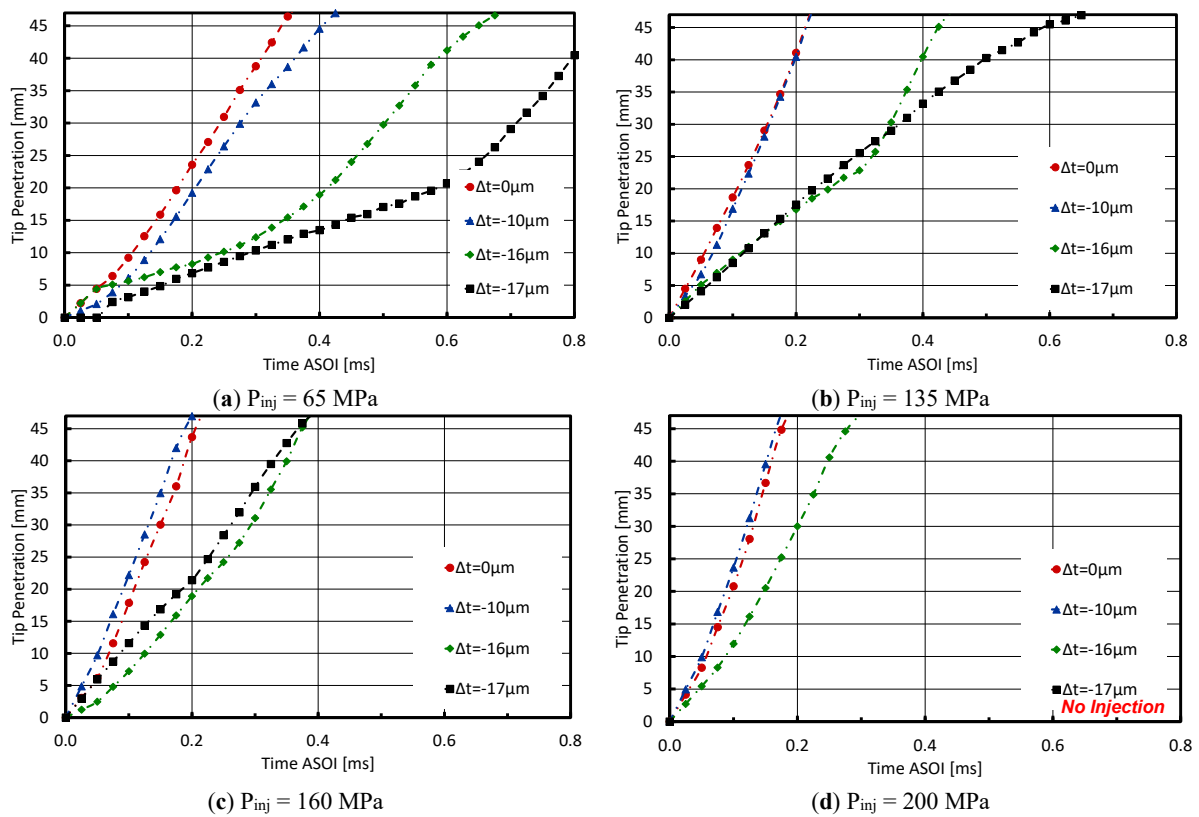 Tip Penetration [mm]
45
40
35
30
25
20
15
10
5
0
0.0 0.2 0.4 0.6 0.8
Time ASOI [ms]
Δt=0µm
Δt=-10µm
Δt=-16µm
Δt=-17µm
(a) Pinj = 65 MPa
Tip Penetration [mm]
45
40
35
30
25
20
15
10
5
0
0.0 0.2 0.4 0.6 0.8
Time ASOI [ms]
Δt=0µm
Δt=-10µm
Δt=-16µm
Δt=-17µm
(b) Pinj = 135 MPa
Tip Penetration [mm]
45
40
35
30
25
20
15
10
5
0
0.0 0.2 0.4 0.6 0.8
Time ASOI [ms]
Δt=0µm
Δt=-10µm
Δt=-16µm
Δt=-17µm
(c) Pinj = 160 MPa
Tip Penetration [mm]
45
40
35
30
25
20
15
10
5
0
0.0 0.2 0.4 0.6 0.8
Time ASOI [ms]
Δt=0µm
Δt=-10µm
Δt=-16µm
Δt=-17µm
No Injection
(d) Pinj = 200 MPa